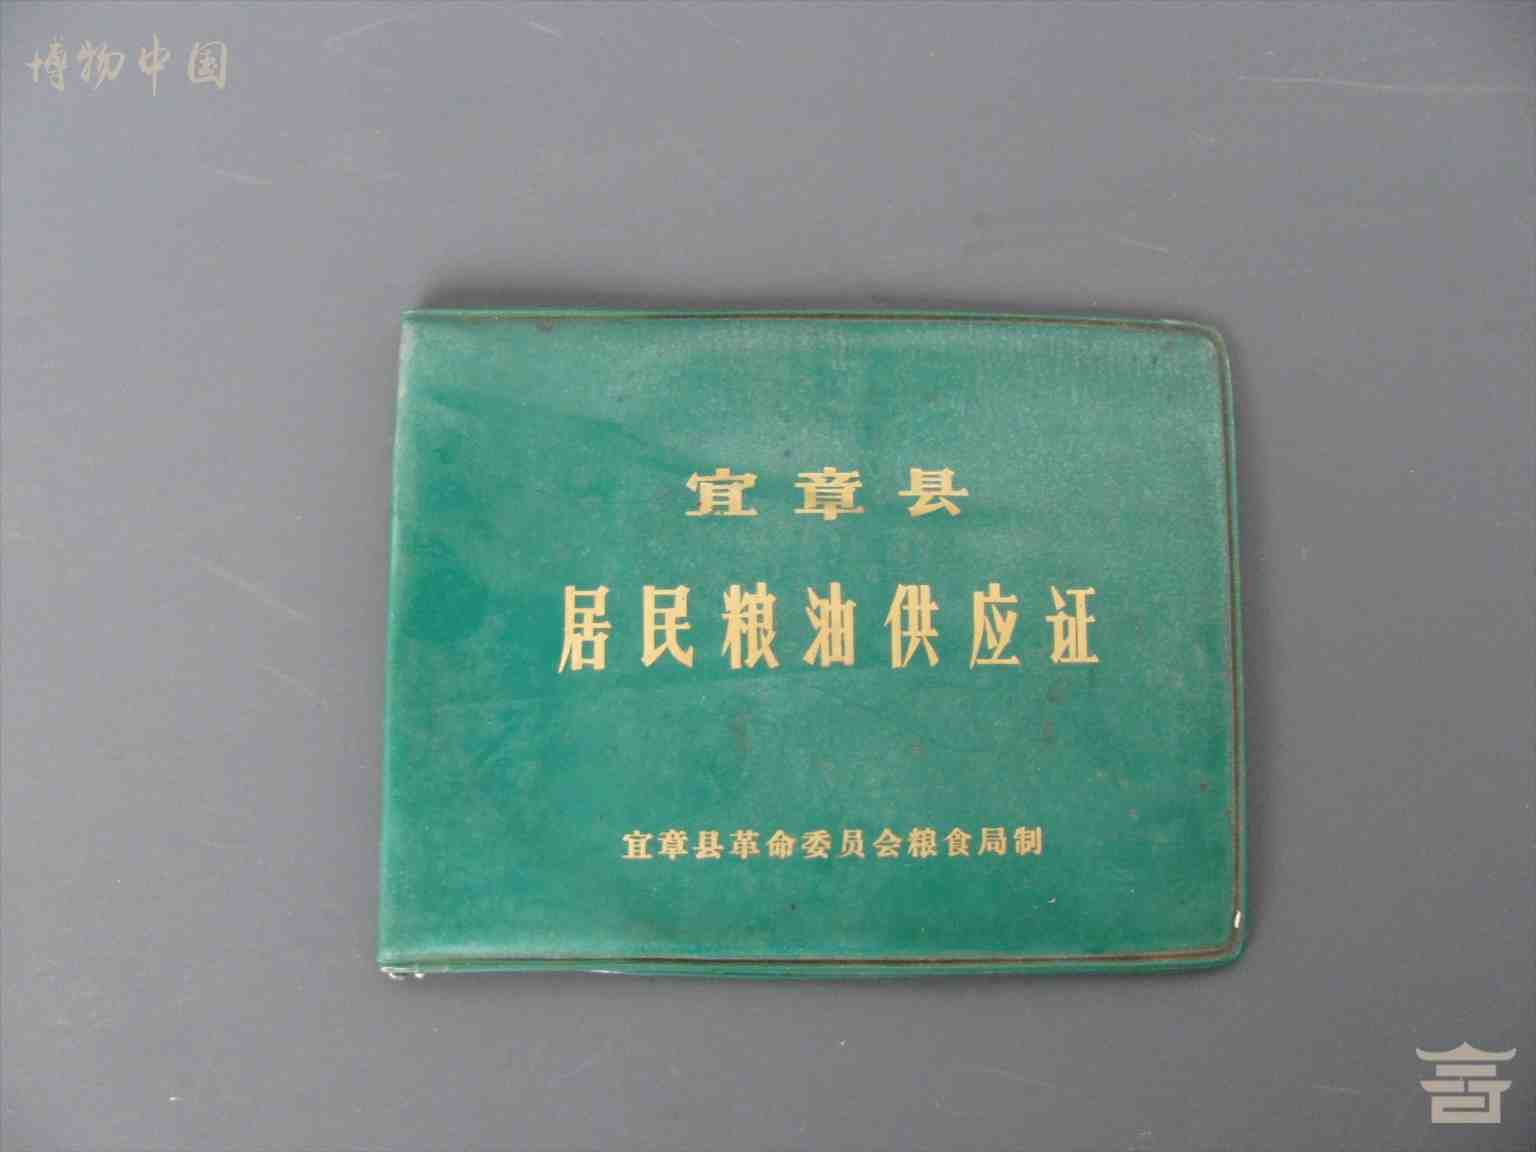 博物中国
宜章县
居民粮油供应证
宜章县革命委员会粮食局制